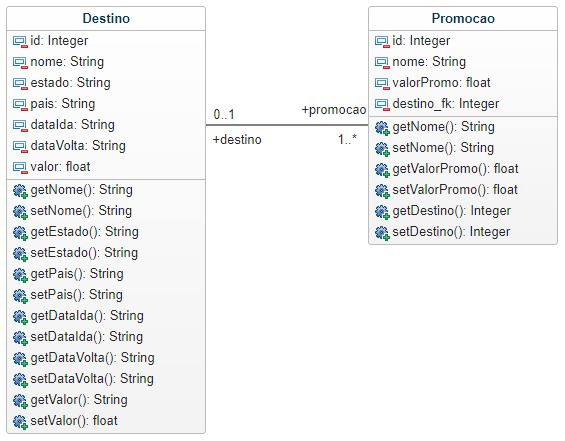 Destino
id: Integer
nome: String
estado: String
pais: String
dataIda: String
dataVolta: String
valor: float
getNome(): String
setNome(): String
getEstado(): String
setEstado(): String
getPais(): String
setPais(): String
getDataIda(): String
setDataIda(): String
getDataVolta(): String
setDataVolta(): String
getValor(): String
setValor(): float
0..1
+promocao
+destino
1..*
Promocao
id: Integer
nome: String
valorPromo: float
destino_fk: Integer
getNome(): String
setNome(): String
getValorPromo(): float
setValorPromo(): float
getDestino(): Integer
setDestino(): Integer